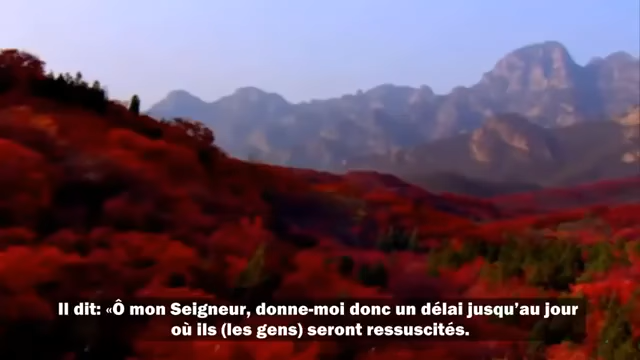 Il dit: «Ô mon Seigneur, donne-moi donc un délai jusqu’au jour
où ils (les gens) seront ressuscités.